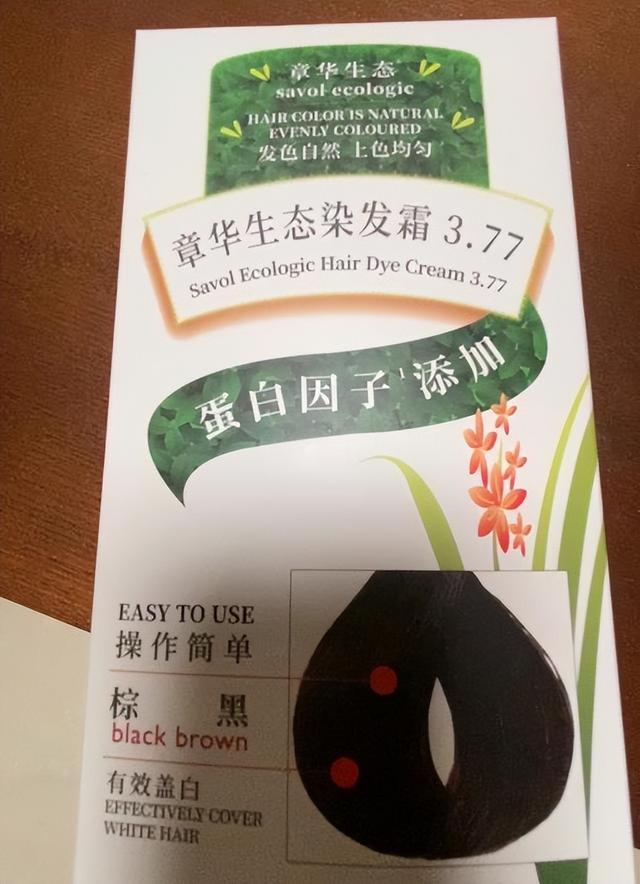 章华生态
savol ecologic
HAIR COLOR IS NATURAL
EVENLY COLOURED
发色自然 上色均匀
章华生态染发霜 3.77
Savol Ecologic Hair Dye Cream 3.77
蛋白因子¹添加
EASY TO USE
操作简单
棕 黑
black brown
有效盖白
EFFECTIVELY COVER
WHITE HAIR